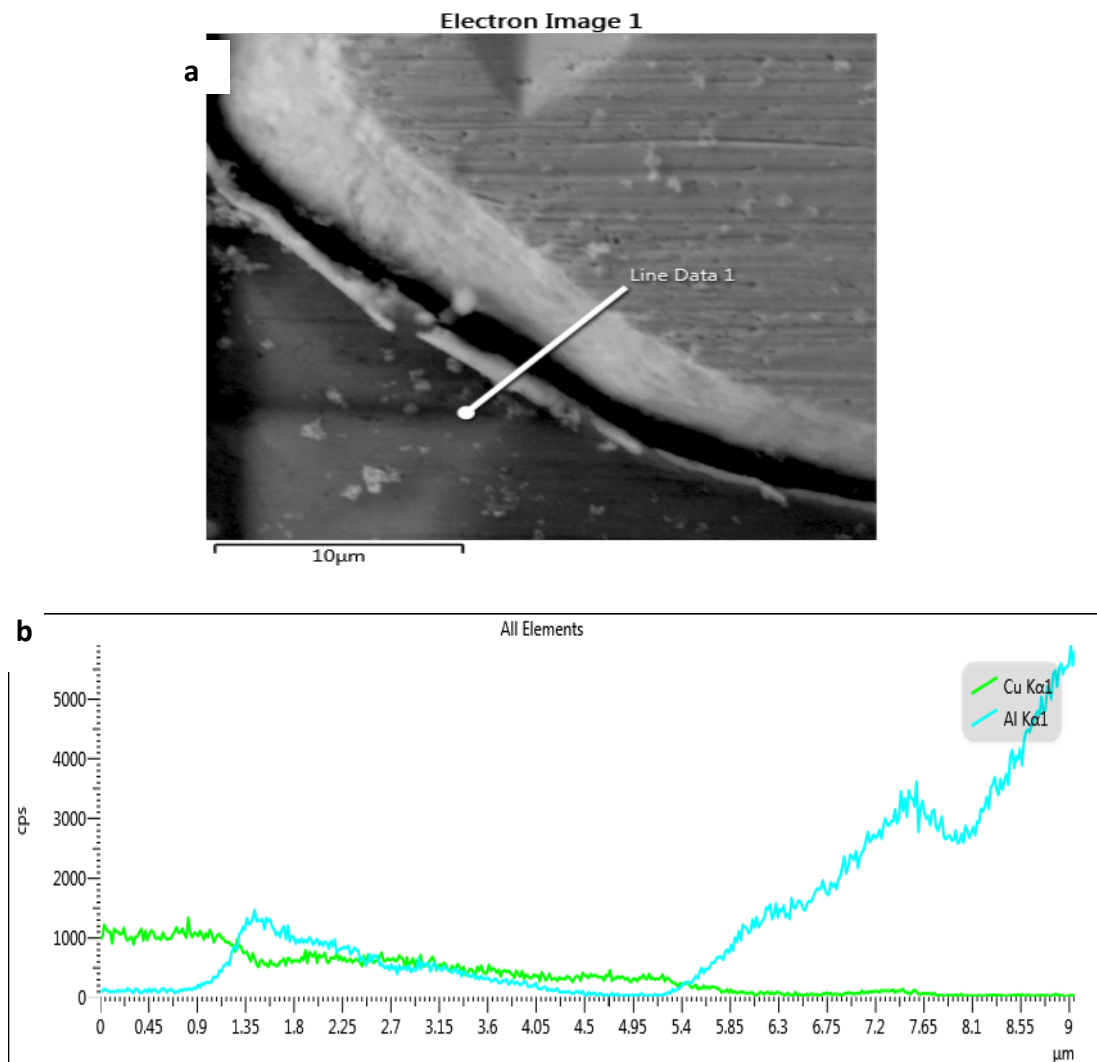 Electron Image 1
a
Line Data 1
10µm
b
All Elements
Cu Kα1
Al Kα1
5000
4000
3000
2000
1000
0
cps
0 0.45 0.9 1.35 1.8 2.25 2.7 3.15 3.6 4.05 4.5 4.95 5.4 5.85 6.3 6.75 7.2 7.65 8.1 8.55 9
µm